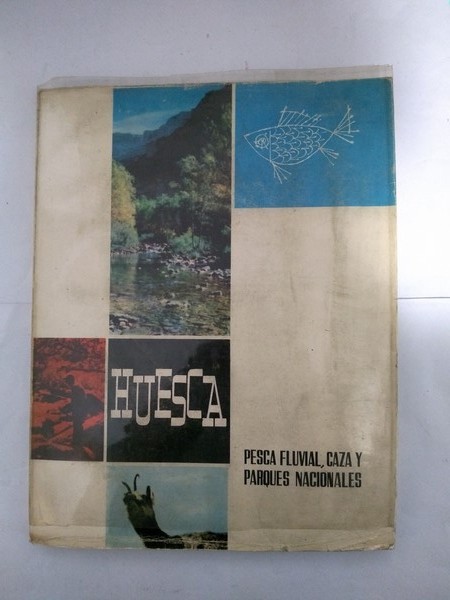 HUESCA
PESCA FLUVIAL, CAZA Y
PARQUES NACIONALES